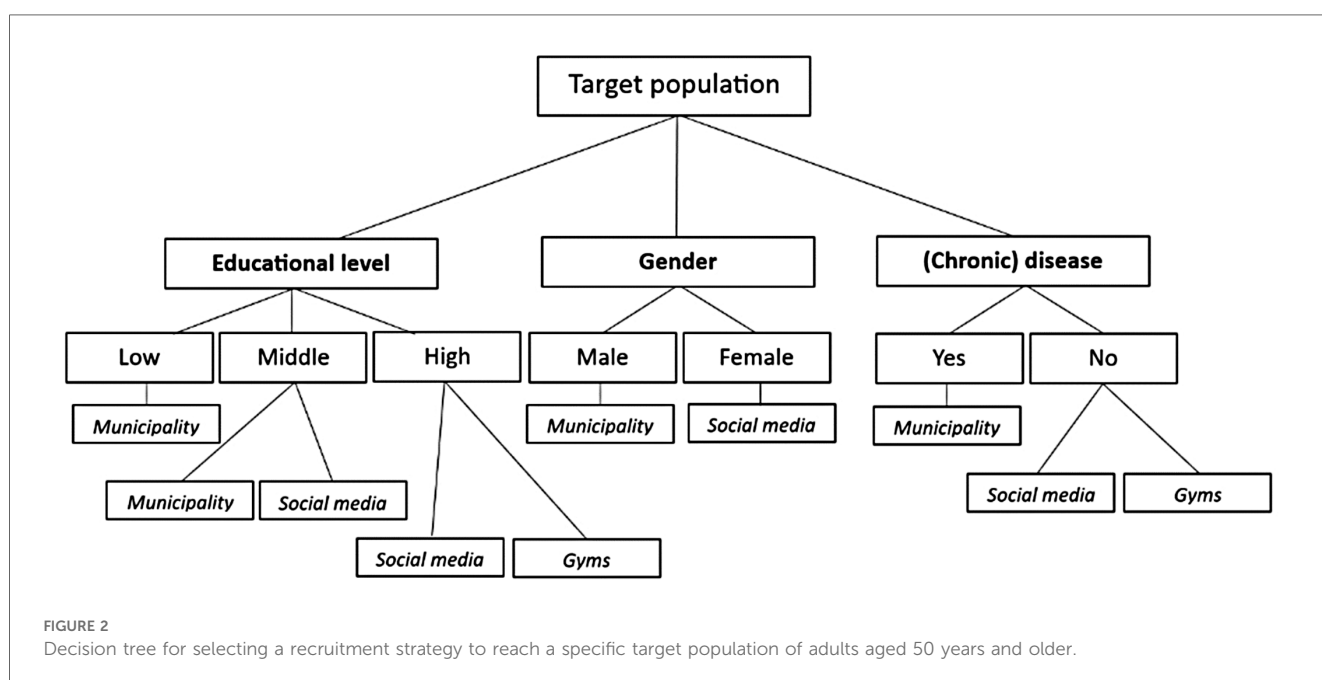 Target population
Educational level
Gender
(Chronic) disease
Low
Middle
High
Male
Female
Yes
No
Municipality
Municipality
Social media
Municipality
Municipality
Social media
Social media
Gyms
Social media
Gyms
FIGURE 2
Decision tree for selecting a recruitment strategy to reach a specific target population of adults aged 50 years and older.